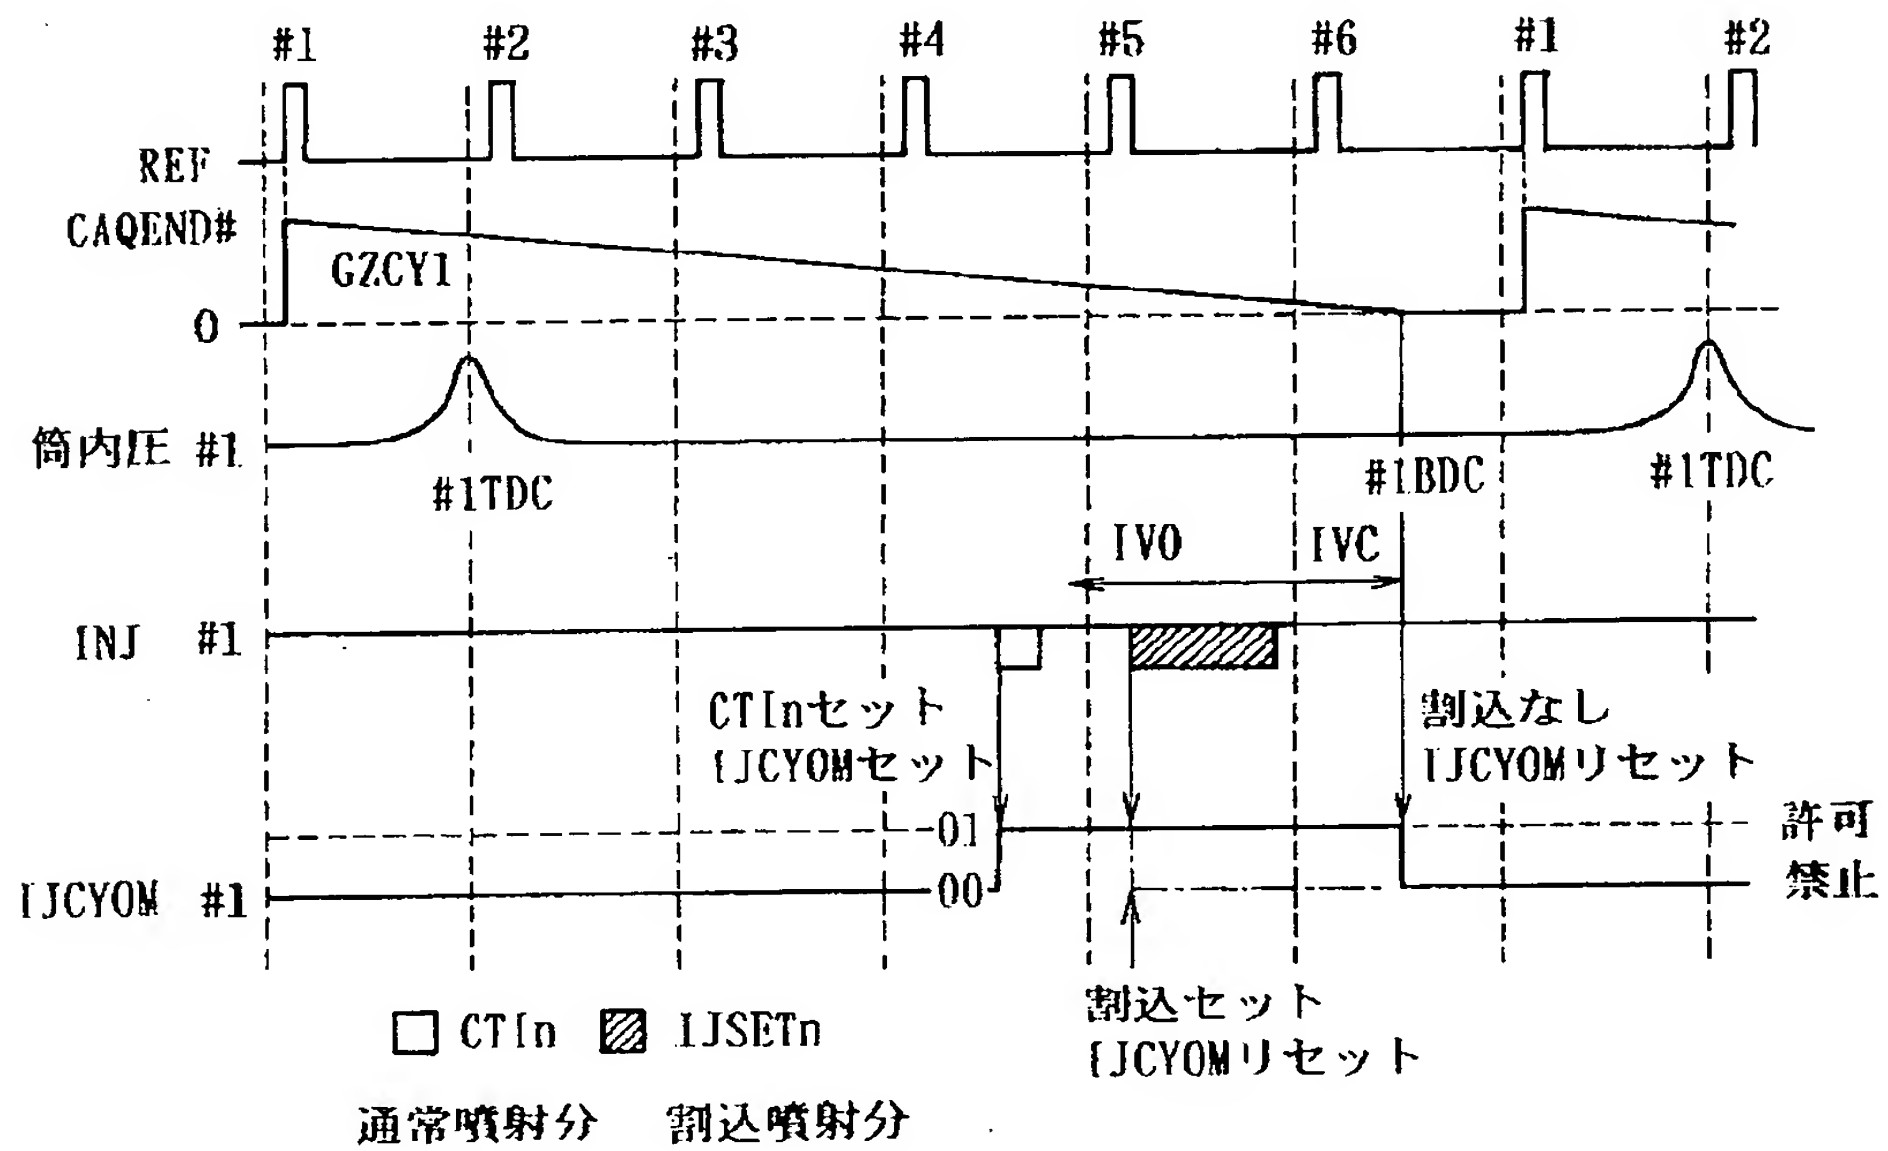 #1 #2 #3 #4 #5 #6 #1 #2
REF
CAQEND#
GZCY1
0
筒内圧 #1
#1TDC
#1BDC
#1TDC
IVO IVC
INJ #1
CTInセット
IJCYOMセット
割込なし
IJCYOMリセット
01
許可
IJCYOM #1
00
禁止
割込セット
IJCYOMリセット
CTIn IJSETn
通常噴射分 割込噴射分